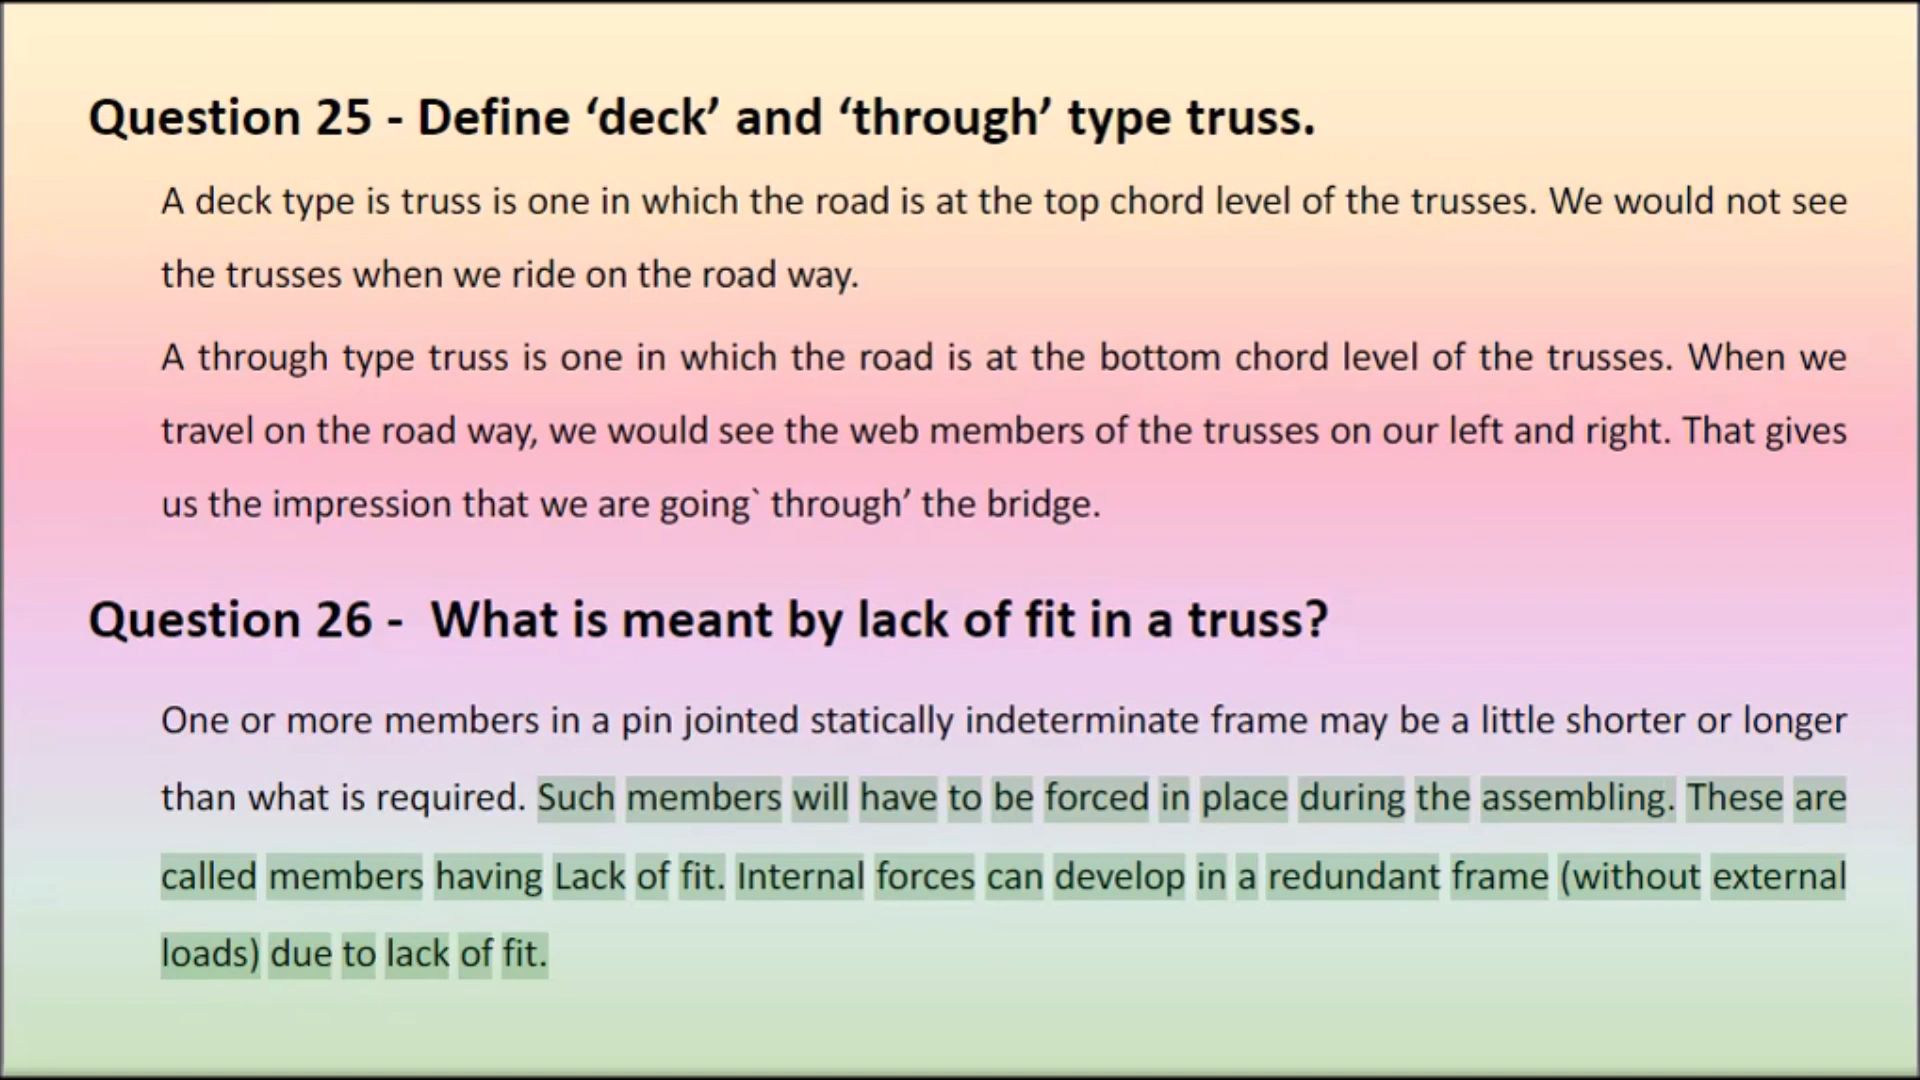 Question 25 - Define ‘deck’ and ‘through’ type truss.
A deck type is truss is one in which the road is at the top chord level of the trusses. We would not see
the trusses when we ride on the road way.
A through type truss is one in which the road is at the bottom chord level of the trusses. When we
travel on the road way, we would see the web members of the trusses on our left and right. That gives
us the impression that we are going` through’ the bridge.
Question 26 -  What is meant by lack of fit in a truss?
One or more members in a pin jointed statically indeterminate frame may be a little shorter or longer
than what is required. Such members will have to be forced in place during the assembling. These are
called members having Lack of fit. Internal forces can develop in a redundant frame (without external
loads) due to lack of fit.